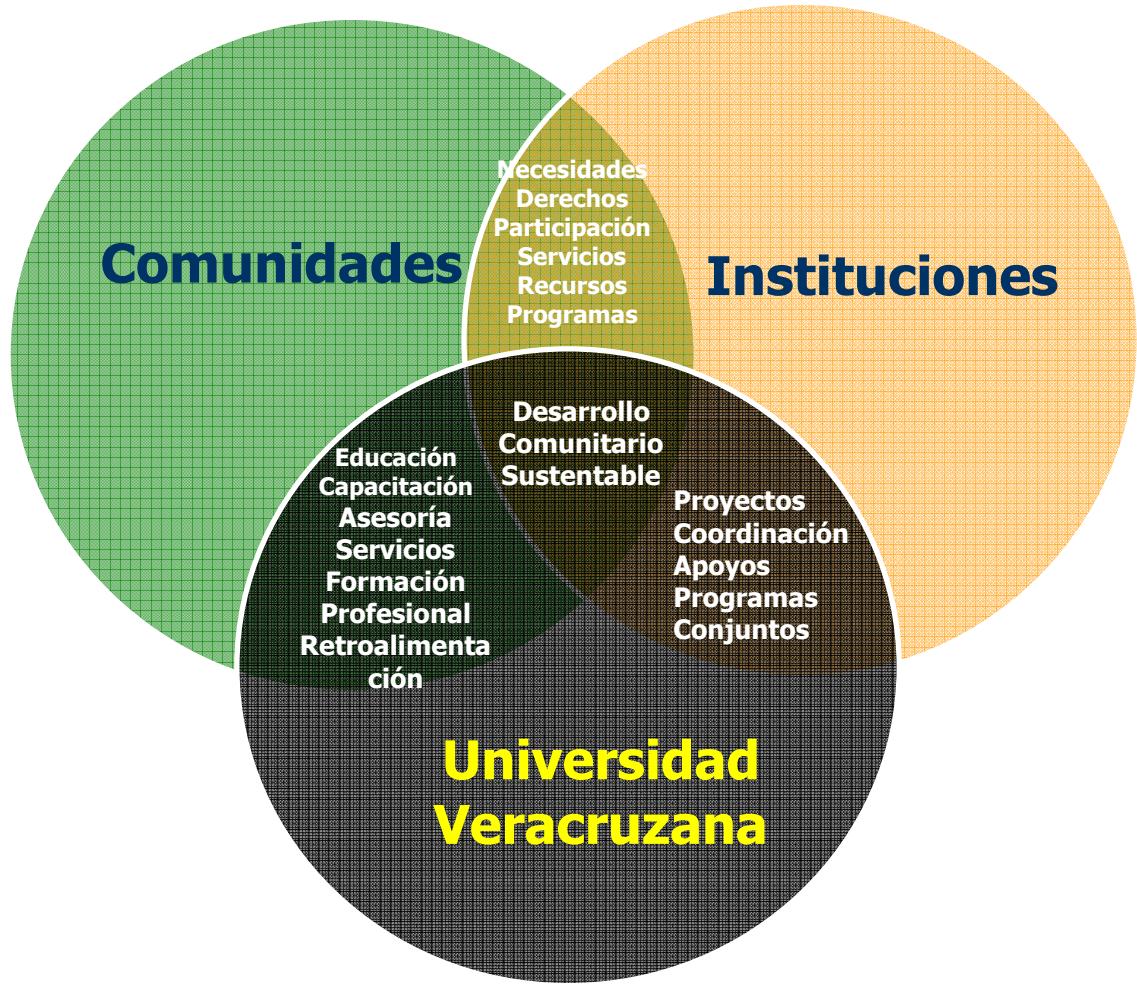 Necesidades
Derechos
Participación
Servicios
Recursos
Programas
Comunidades
Instituciones
Desarrollo
Comunitario
Sustentable
Educación
Capacitación
Asesoría
Servicios
Formación
Profesional
Retroalimenta
ción
Proyectos
Coordinación
Apoyos
Programas
Conjuntos
Universidad
Veracruzana